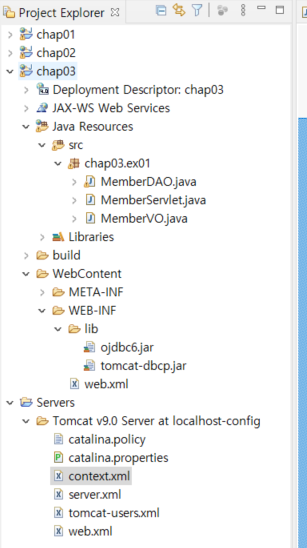 Project Explorer
chap01
chap02
chap03
Deployment Descriptor: chap03
JAX-WS Web Services
Java Resources
src
chap03.ex01
MemberDAO.java
MemberServlet.java
MemberVO.java
Libraries
build
WebContent
META-INF
WEB-INF
lib
ojdbc6.jar
tomcat-dbcp.jar
web.xml
Servers
Tomcat v9.0 Server at localhost-config
catalina.policy
catalina.properties
context.xml
server.xml
tomcat-users.xml
web.xml